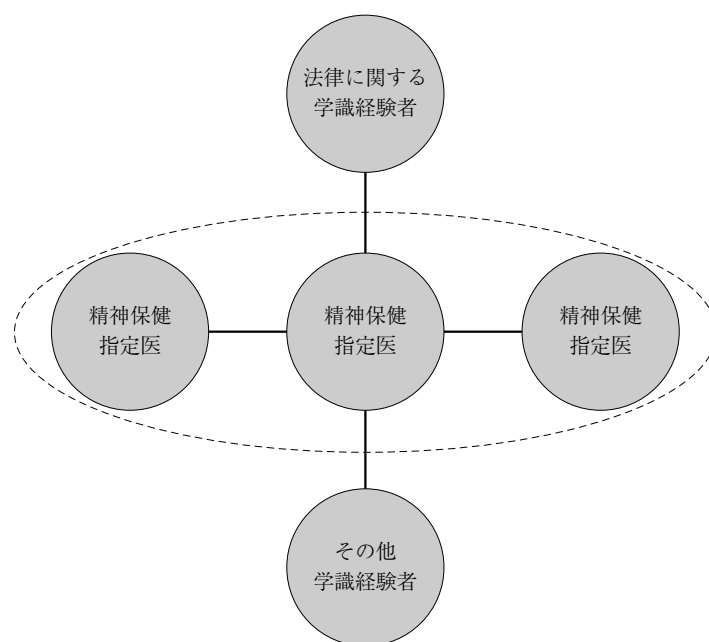 法律に関する
学識経験者
精神保健
指定医
精神保健
指定医
精神保健
指定医
その他
学識経験者